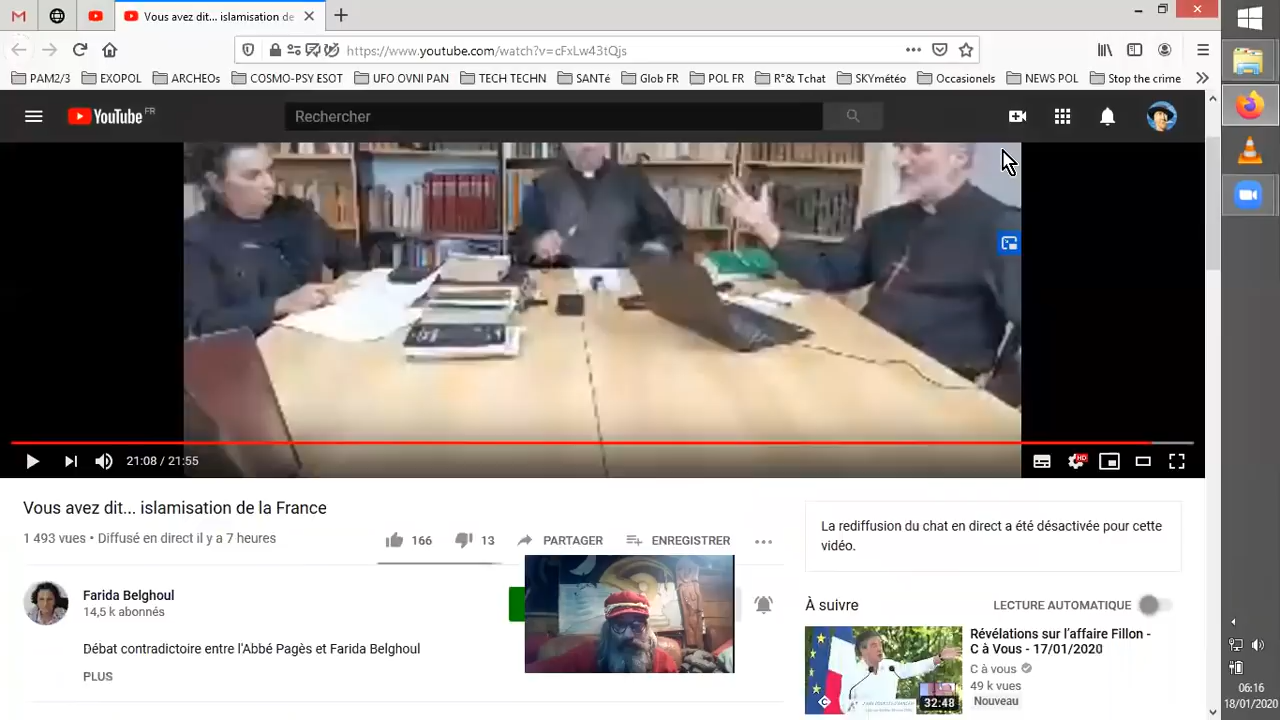 Vous avez dit... islamisation de
https://www.youtube.com/watch?v=cFxLw43tQjs
PAM2/3 EXOPOL ARCHEOs COSMO-PSY ESOT UFO OVNI PAN TECH TECHN SANTé Glob FR POL FR R°& Tchat SKYmétéo Occasionels NEWS POL Stop the crime
YouTube FR
Rechercher
21:08 / 21:55
HD
Vous avez dit... islamisation de la France
1 493 vues • Diffusé en direct il y a 7 heures
166 13 PARTAGER ENREGISTRER
Farida Belghoul
14,5 k abonnés
Débat contradictoire entre l'Abbé Pagès et Farida Belghoul
PLUS
La rediffusion du chat en direct a été désactivée pour cette
vidéo.
À suivre
LECTURE AUTOMATIQUE
Révélations sur l'affaire Fillon -
C à Vous - 17/01/2020
C à vous
49 k vues
Nouveau
32:48
06:16
18/01/2020